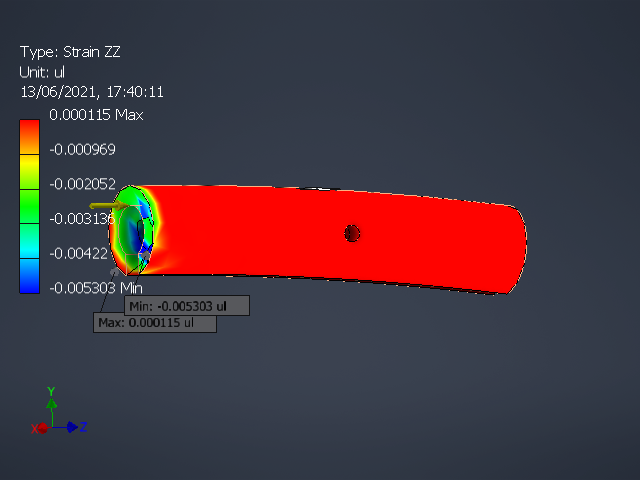 Type: Strain ZZ
Unit: ul
13/06/2021, 17:40:11
0.000115 Max
-0.000969
-0.002052
-0.003136
-0.00422
-0.005303 Min
Min: -0.005303 ul
Max: 0.000115 ul
Y
X
Z